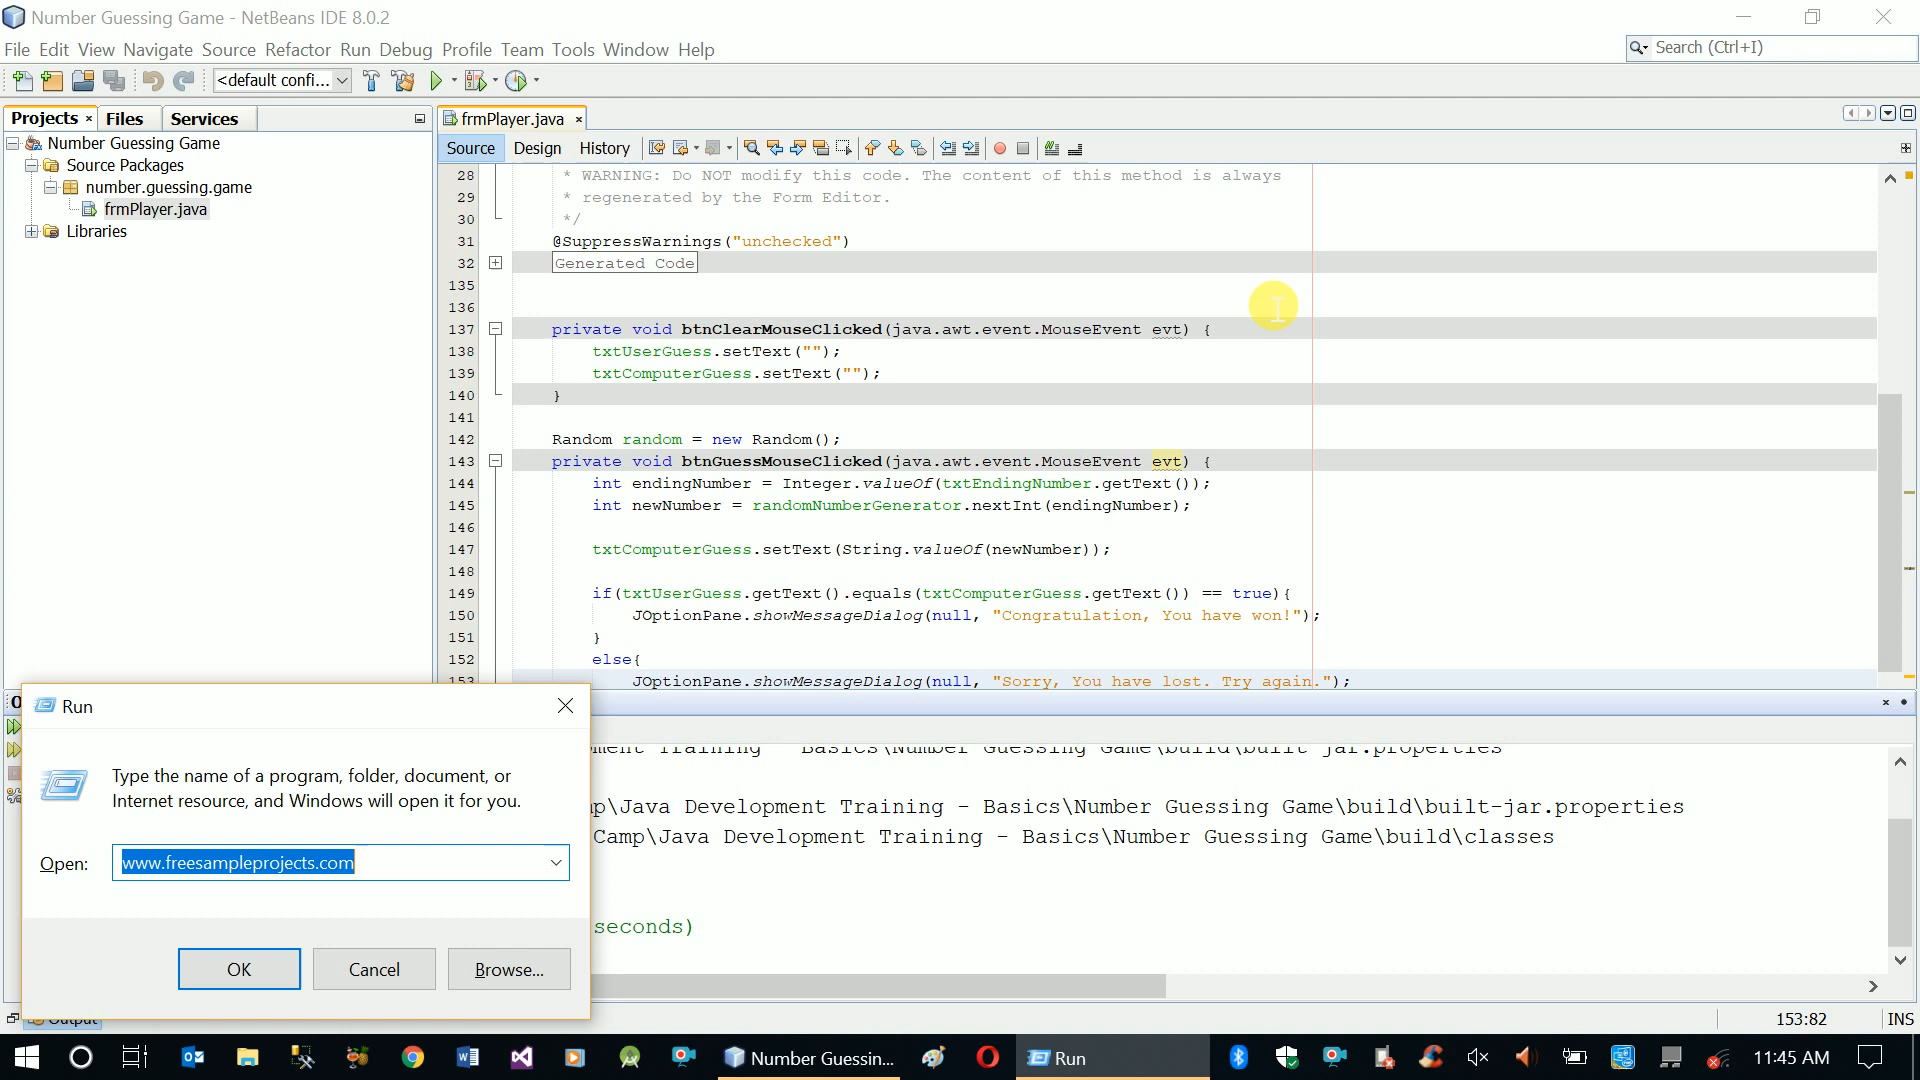 Number Guessing Game - NetBeans IDE 8.0.2
File Edit View Navigate Source Refactor Run Debug Profile Team Tools Window Help
Search (Ctrl+I)
<default confi...
Projects
Files
Services
Number Guessing Game
Source Packages
number.guessing.game
frmPlayer.java
Libraries
frmPlayer.java
Source Design History
28 * WARNING: Do NOT modify this code. The content of this method is always
29 * regenerated by the Form Editor.
30 */
31 @SuppressWarnings("unchecked")
32 Generated Code
135
136
137 private void btnClearMouseClicked(java.awt.event.MouseEvent evt) {
138 txtUserGuess.setText("");
139 txtComputerGuess.setText("");
140 }
141
142 Random random = new Random();
143 private void btnGuessMouseClicked(java.awt.event.MouseEvent evt) {
144 int endingNumber = Integer.valueOf(txtEndingNumber.getText());
145 int newNumber = randomNumberGenerator.nextInt(endingNumber);
146
147 txtComputerGuess.setText(String.valueOf(newNumber));
148
149 if(txtUserGuess.getText().equals(txtComputerGuess.getText()) == true){
150 JOptionPane.showMessageDialog(null, "Congratulation, You have won!");
151 }
152 else{
153 JOptionPane.showMessageDialog(null, "Sorry, You have lost. Try again.");
Training Basics\Number Guessing Game\build\built-jar.properties
p\Java Development Training - Basics\Number Guessing Game\build\built-jar.properties
Camp\Java Development Training - Basics\Number Guessing Game\build\classes
seconds)
Run
Type the name of a program, folder, document, or
Internet resource, and Windows will open it for you.
Open: www.freesampleprojects.com
OK Cancel Browse...
Output
153:82 INS
Number Guessin...
Run
11:45 AM